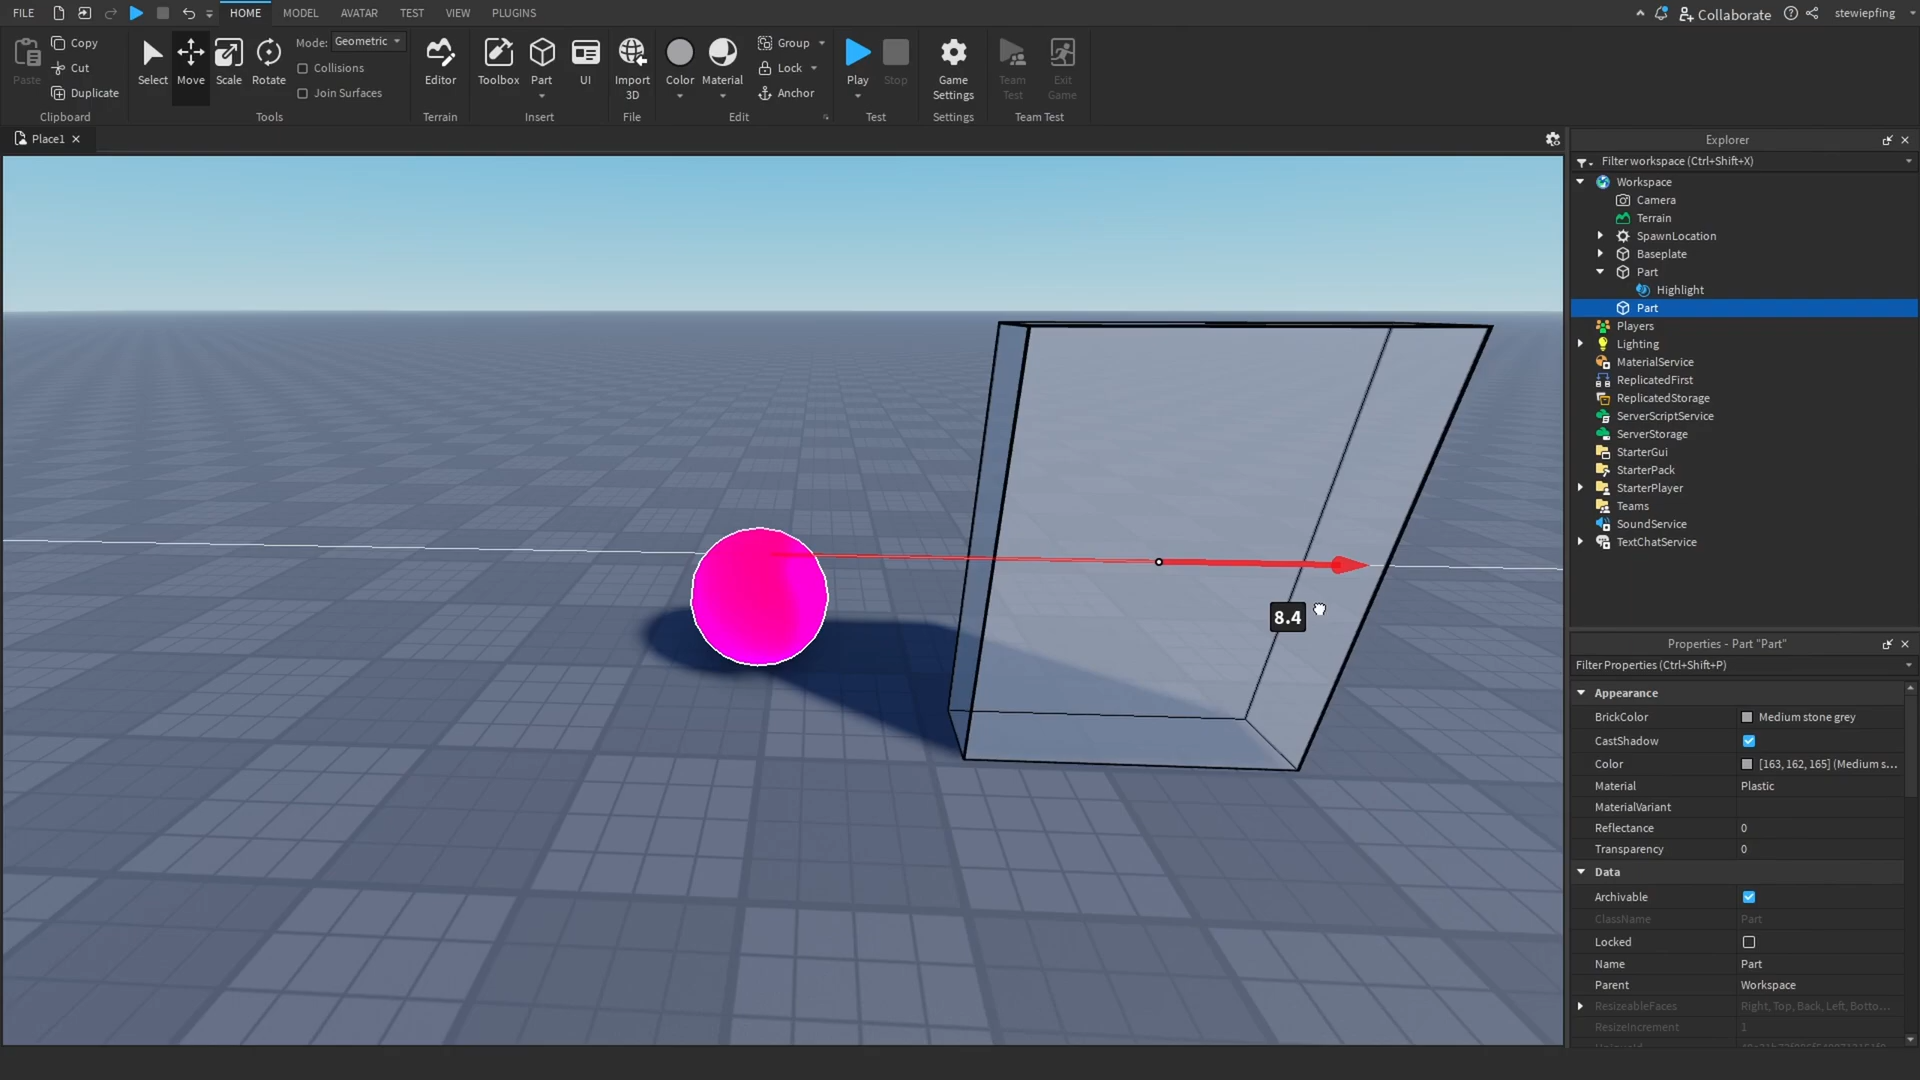 FILE HOME MODEL AVATAR TEST VIEW PLUGINS Collaborate stewiepfing
Paste Copy Cut Duplicate Clipboard
Select Move Scale Rotate Mode: Geometric Collisions Join Surfaces Tools
Editor Terrain
Toolbox Part UI Insert
Import 3D File
Color Material Group Lock Anchor Edit
Play Stop Test
Game Settings Settings
Team Test Exit Game Team Test
Place1
8.4
Explorer
Filter workspace (Ctrl+Shift+X)
Workspace
Camera
Terrain
SpawnLocation
Baseplate
Part
Highlight
Part
Players
Lighting
MaterialService
ReplicatedFirst
ReplicatedStorage
ServerScriptService
ServerStorage
StarterGui
StarterPack
StarterPlayer
Teams
SoundService
TextChatService
Properties - Part "Part"
Filter Properties (Ctrl+Shift+P)
Appearance
BrickColor Medium stone grey
CastShadow
Color [163, 162, 165] (Medium s...
Material Plastic
MaterialVariant
Reflectance 0
Transparency 0
Data
Archivable
ClassName Part
Locked
Name Part
Parent Workspace
ResizeableFaces Right, Top, Back, Left, Botto...
ResizeIncrement 1